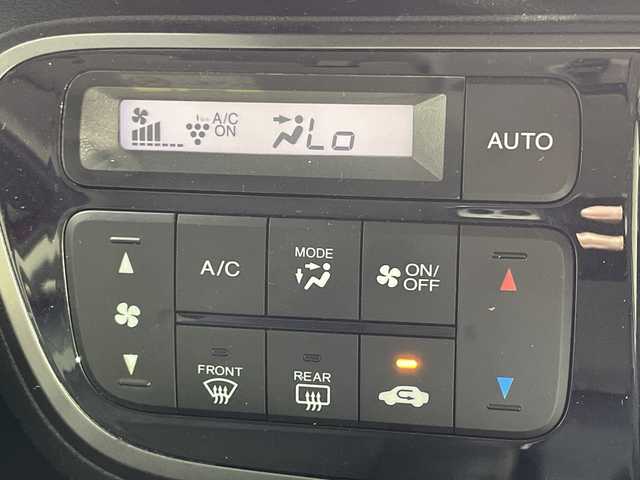 A/C
ON
Lo
AUTO
A/C
MODE
ON/
OFF
FRONT
REAR